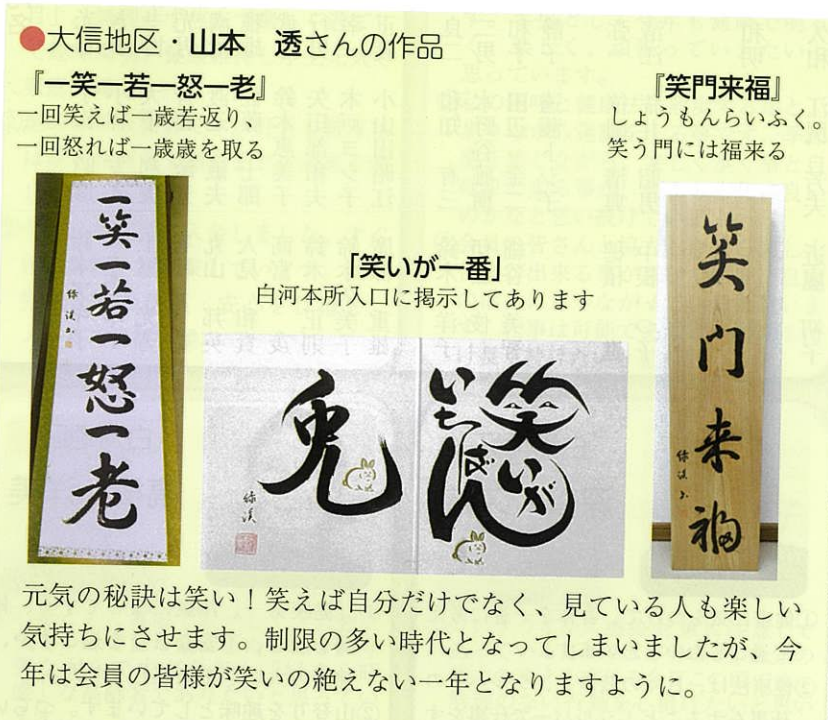 ●大信地区・山本　透さんの作品
『一笑一若一怒一老』
一回笑えば一歳若返り、
一回怒れば一歳歳を取る
『笑門来福』
しょうもんらいふく。
笑う門には福来る
「笑いが一番」
白河本所入口に掲示してあります
一笑一若一怒一老
笑いが
いちばん
兎
笑門来福
元気の秘訣は笑い！笑えば自分だけでなく、見ている人も楽しい
気持ちにさせます。制限の多い時代となってしまいましたが、今
年は会員の皆様が笑いの絶えない一年となりますように。